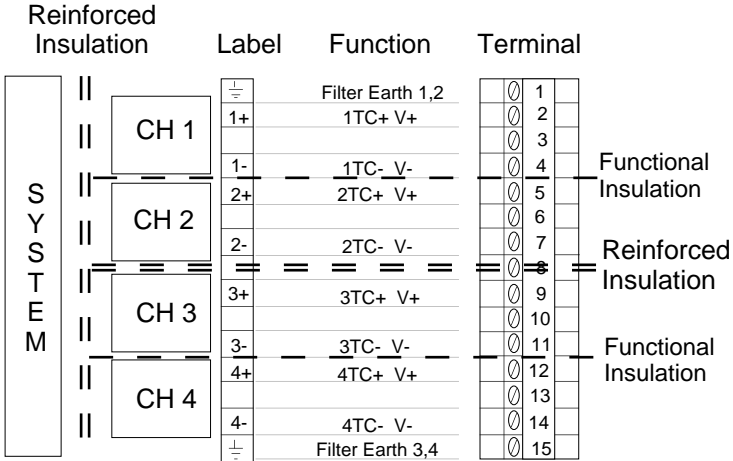 Reinforced
Insulation Label Function Terminal
Filter Earth 1,2 1
1+ 1TC+ V+ 2
CH 1
3
1- 1TC- V- 4
Functional
Insulation
2+ 2TC+ V+ 5
CH 2
6
2- 2TC- V- 7
8
Reinforced
Insulation
3+ 3TC+ V+ 9
CH 3
10
3- 3TC- V- 11
Functional
Insulation
4+ 4TC+ V+ 12
CH 4
13
4- 4TC- V- 14
Filter Earth 3,4 15
SYSTEM